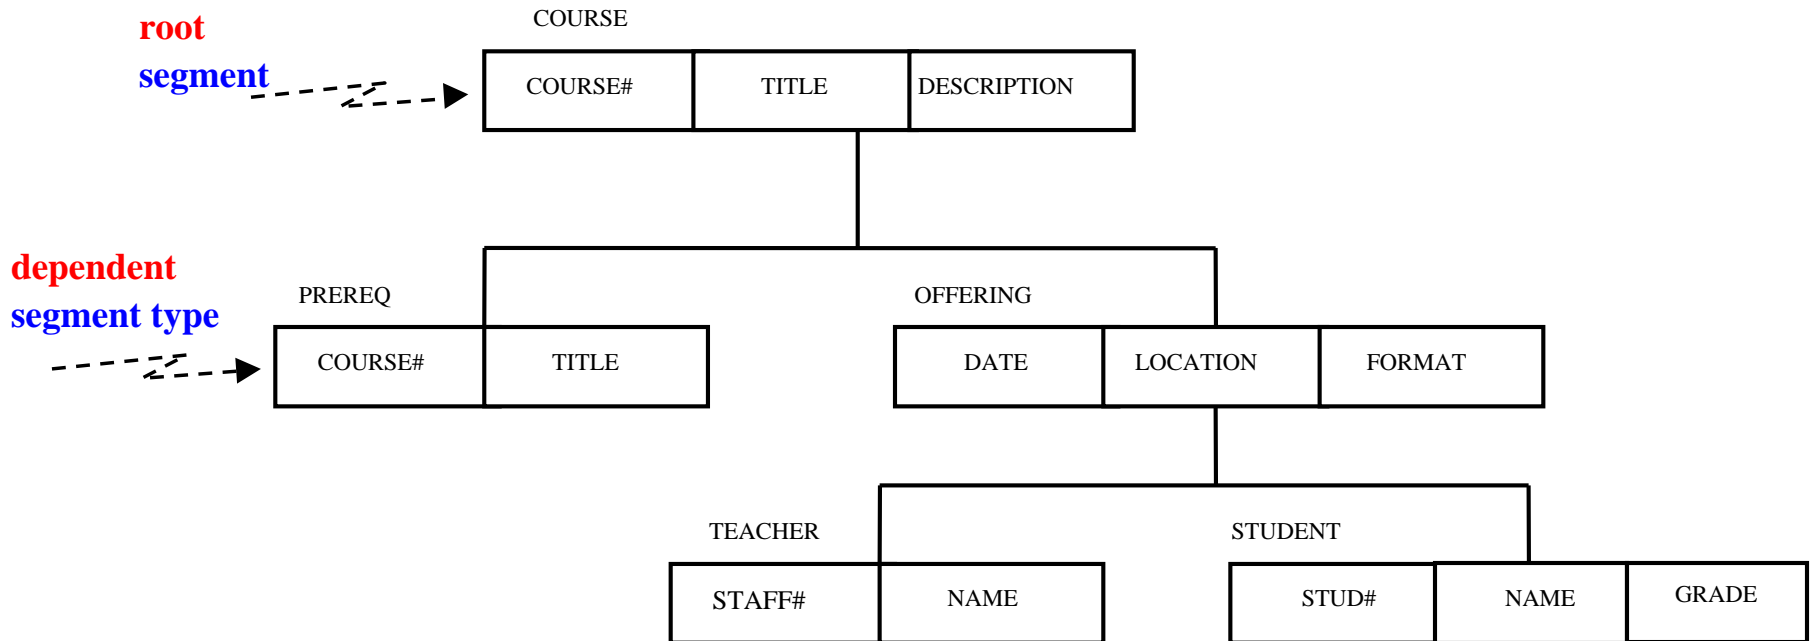 root
segment
COURSE
COURSE# TITLE DESCRIPTION
dependent
segment type
PREREQ
COURSE# TITLE
OFFERING
DATE LOCATION FORMAT
TEACHER
STAFF# NAME
STUDENT
STUD# NAME GRADE